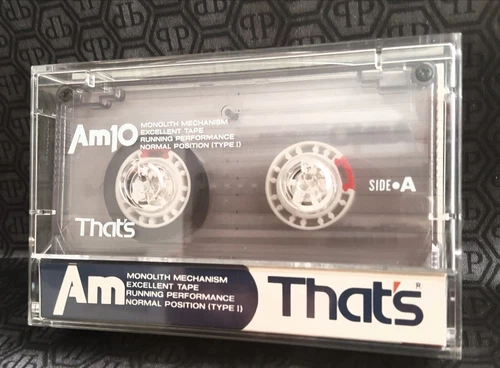 Am10
MONOLITH MECHANISM
EXCELLENT TAPE
RUNNING PERFORMANCE
NORMAL POSITION (TYPE I)
SIDE•A
That's
Am
MONOLITH MECHANISM
EXCELLENT TAPE
RUNNING PERFORMANCE
NORMAL POSITION (TYPE I)
That's®